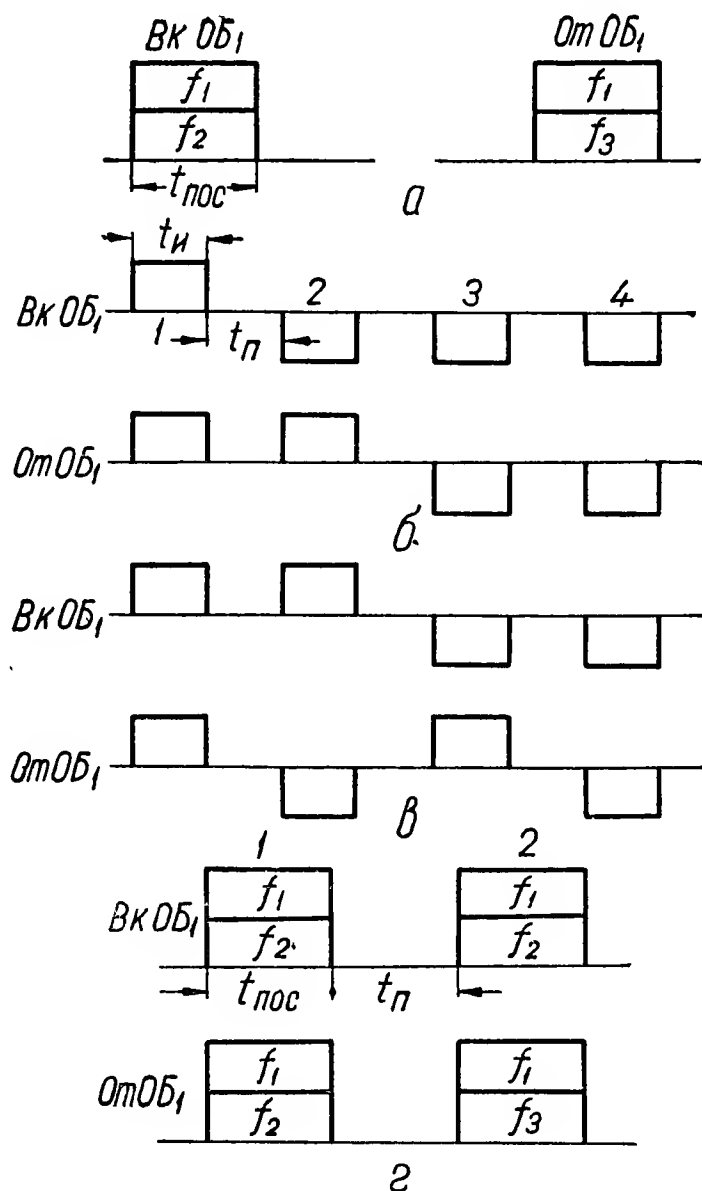 Вк ОБ₁ От ОБ₁
f₁ f₁
f₂ f₃
tпос
а
tи
2 3 4
Вк ОБ₁
1 tп
От ОБ₁
б.
Вк ОБ₁
От ОБ₁
в
1 2
f₁ f₁
Вк ОБ₁
f₂. f₂
tпос tп
f₁ f₁
От ОБ₁
f₂ f₃
г